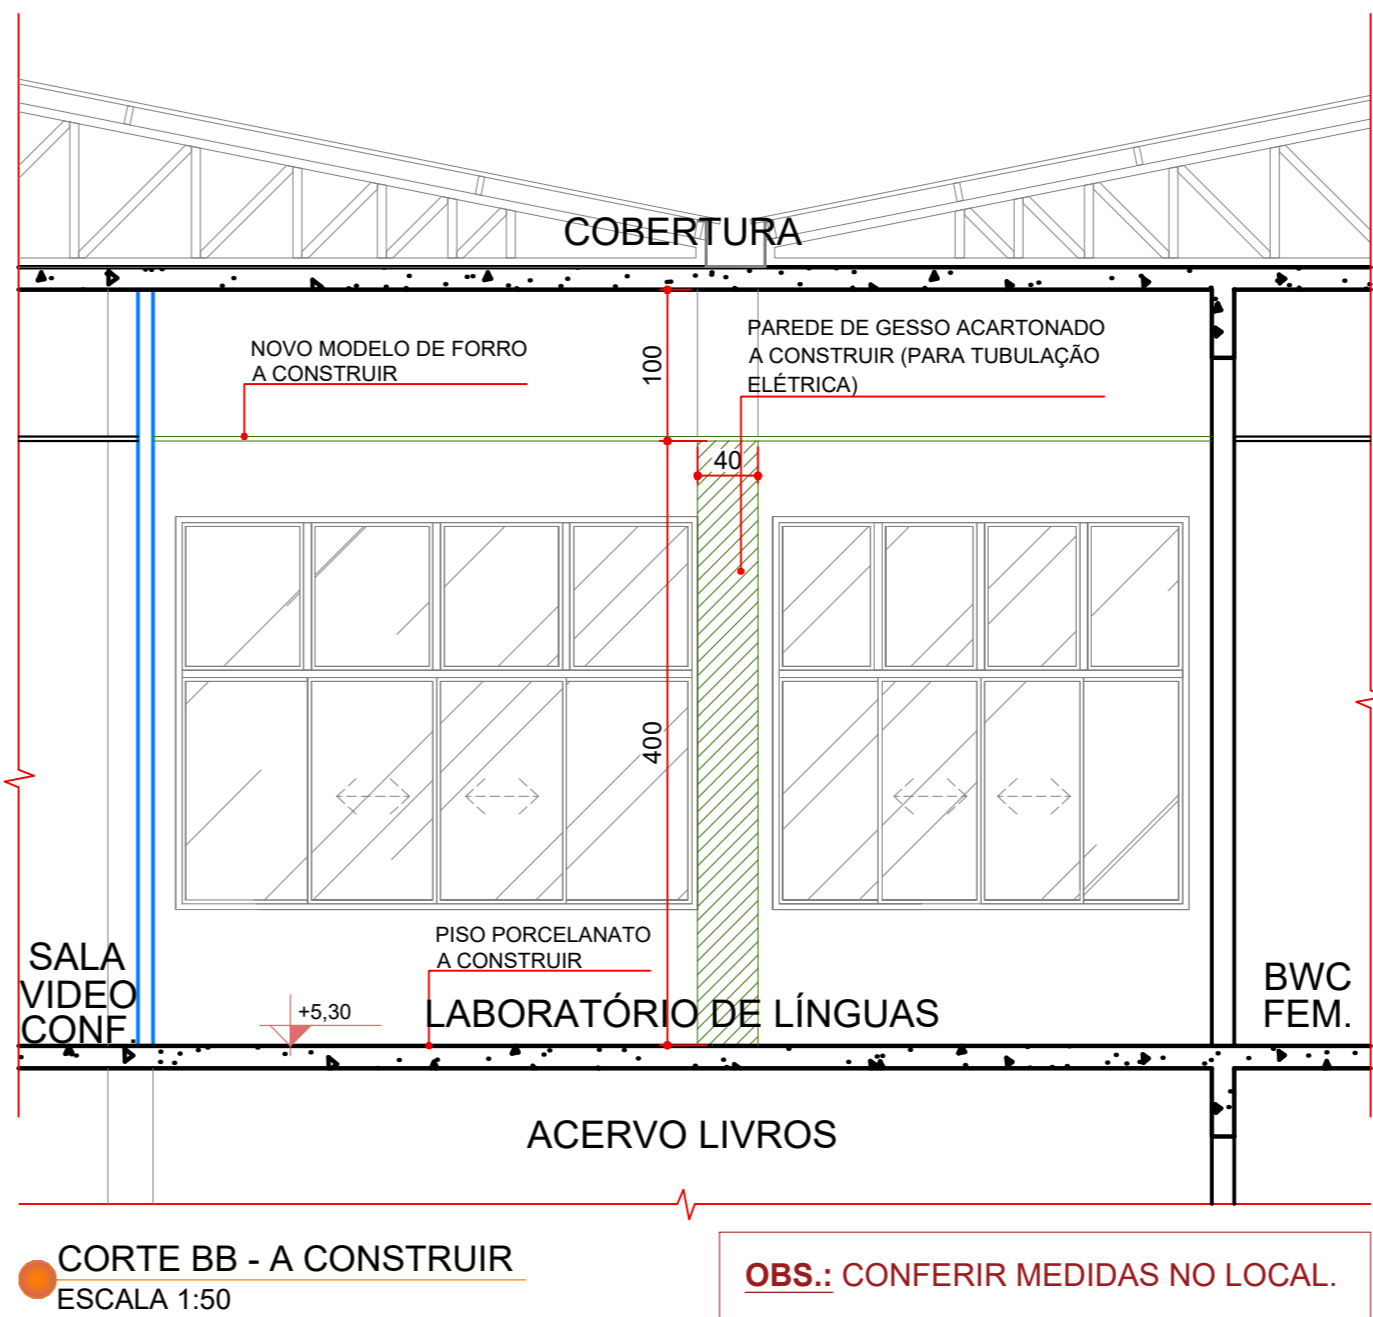 COBERTURA
NOVO MODELO DE FORRO
A CONSTRUIR
100
PAREDE DE GESSO ACARTONADO
A CONSTRUIR (PARA TUBULAÇÃO
ELÉTRICA)
40
400
PISO PORCELANATO
A CONSTRUIR
SALA
VIDEO
CONF.
+5,30
LABORATÓRIO DE LÍNGUAS
BWC
FEM.
ACERVO LIVROS
CORTE BB - A CONSTRUIR
ESCALA 1:50
OBS.: CONFERIR MEDIDAS NO LOCAL.